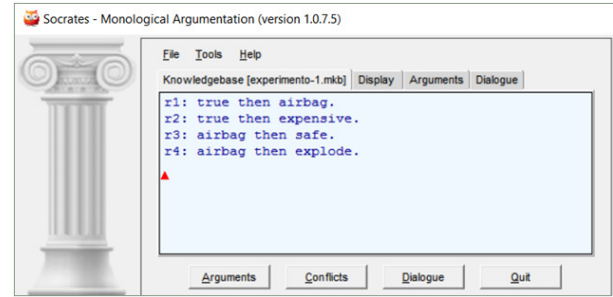 Socrates - Monological Argumentation (version 1.0.7.5)
File Tools Help
Knowledgebase [experimento-1.mkb] Display Arguments Dialogue
r1: true then airbag.
r2: true then expensive.
r3: airbag then safe.
r4: airbag then explode.
Arguments Conflicts Dialogue Quit